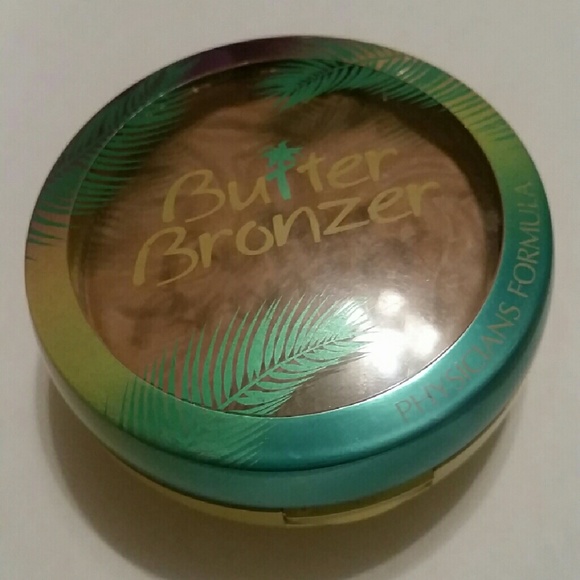 Butter
Bronzer
PHYSICIANS FORMULA